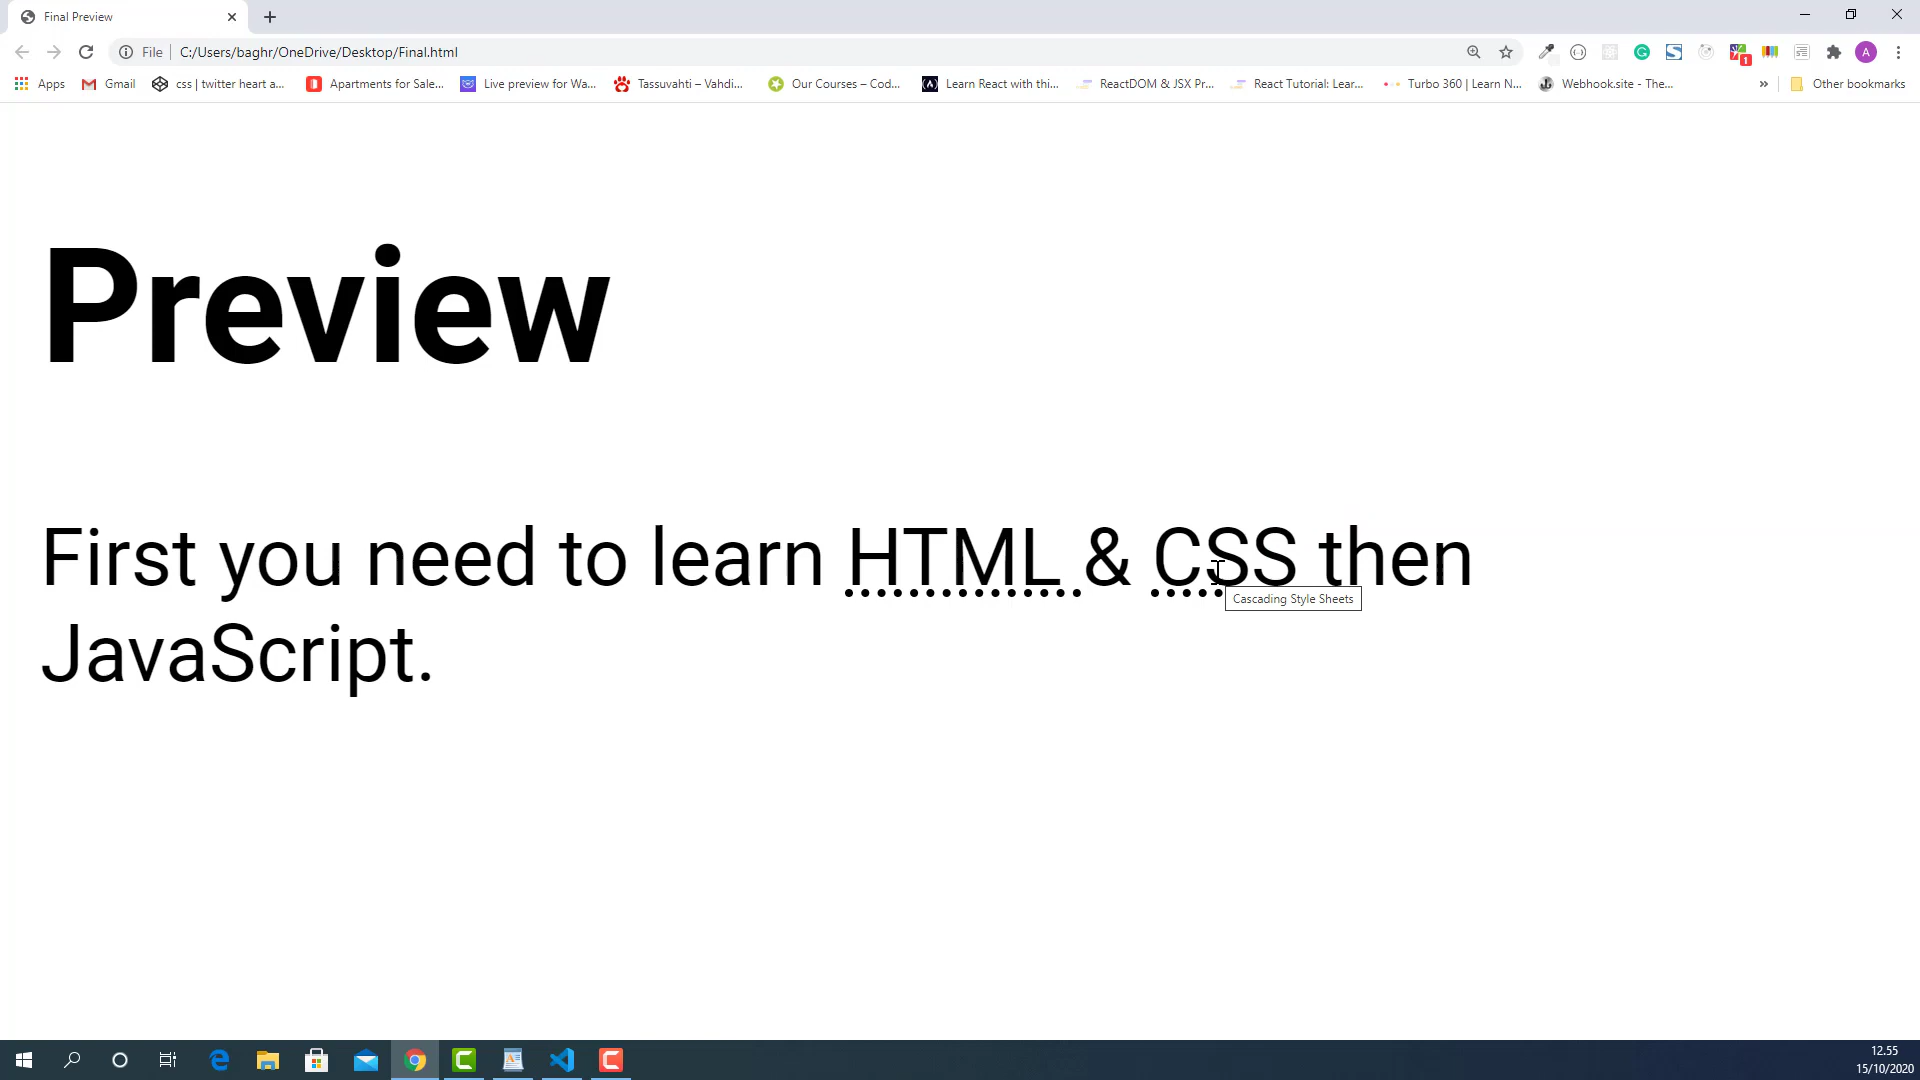 Final Preview
File C:/Users/baghr/OneDrive/Desktop/Final.html
A
1
Apps Gmail css | twitter heart a... Apartments for Sale... Live preview for Wa... Tassuvahti – Vahdi... Our Courses – Cod... Learn React with thi... ReactDOM & JSX Pr... React Tutorial: Lear... Turbo 360 | Learn N... Webhook.site - The... » Other bookmarks
Preview
First you need to learn HTML & CSS then
Cascading Style Sheets
JavaScript.
12.55
15/10/2020